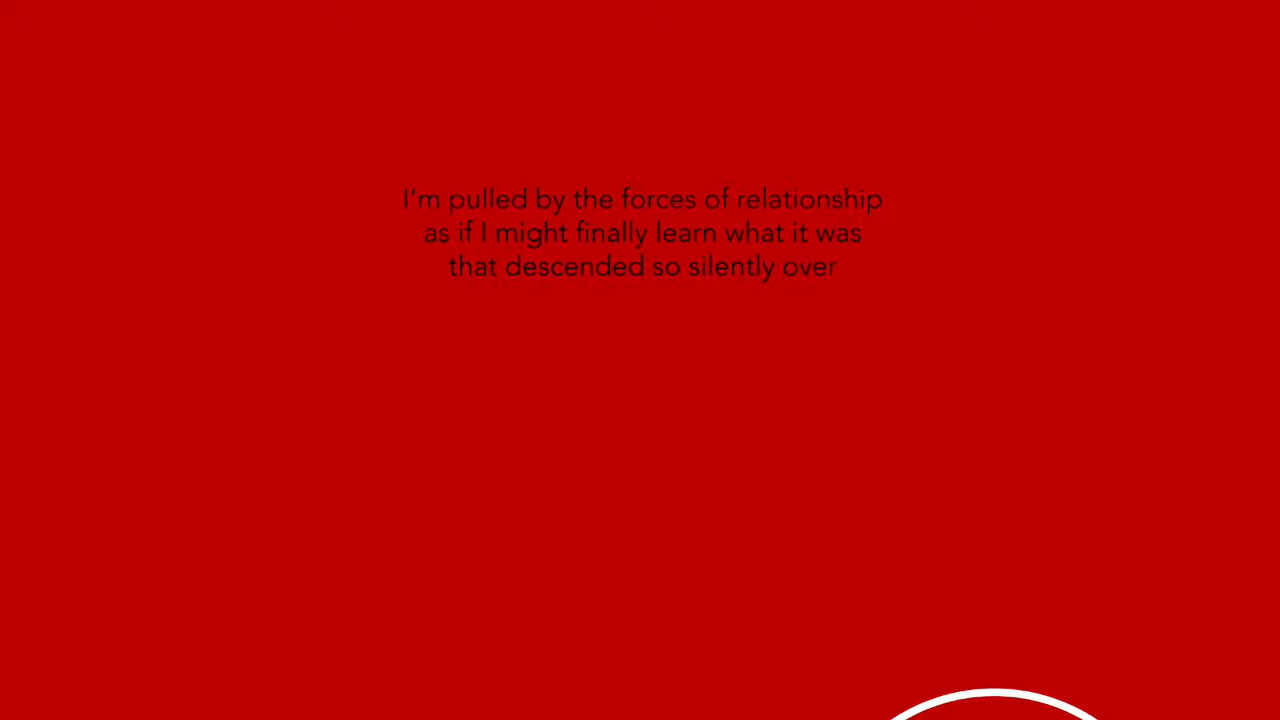 I'm pulled by the forces of relationship
as if I might finally learn what it was
that descended so silently over